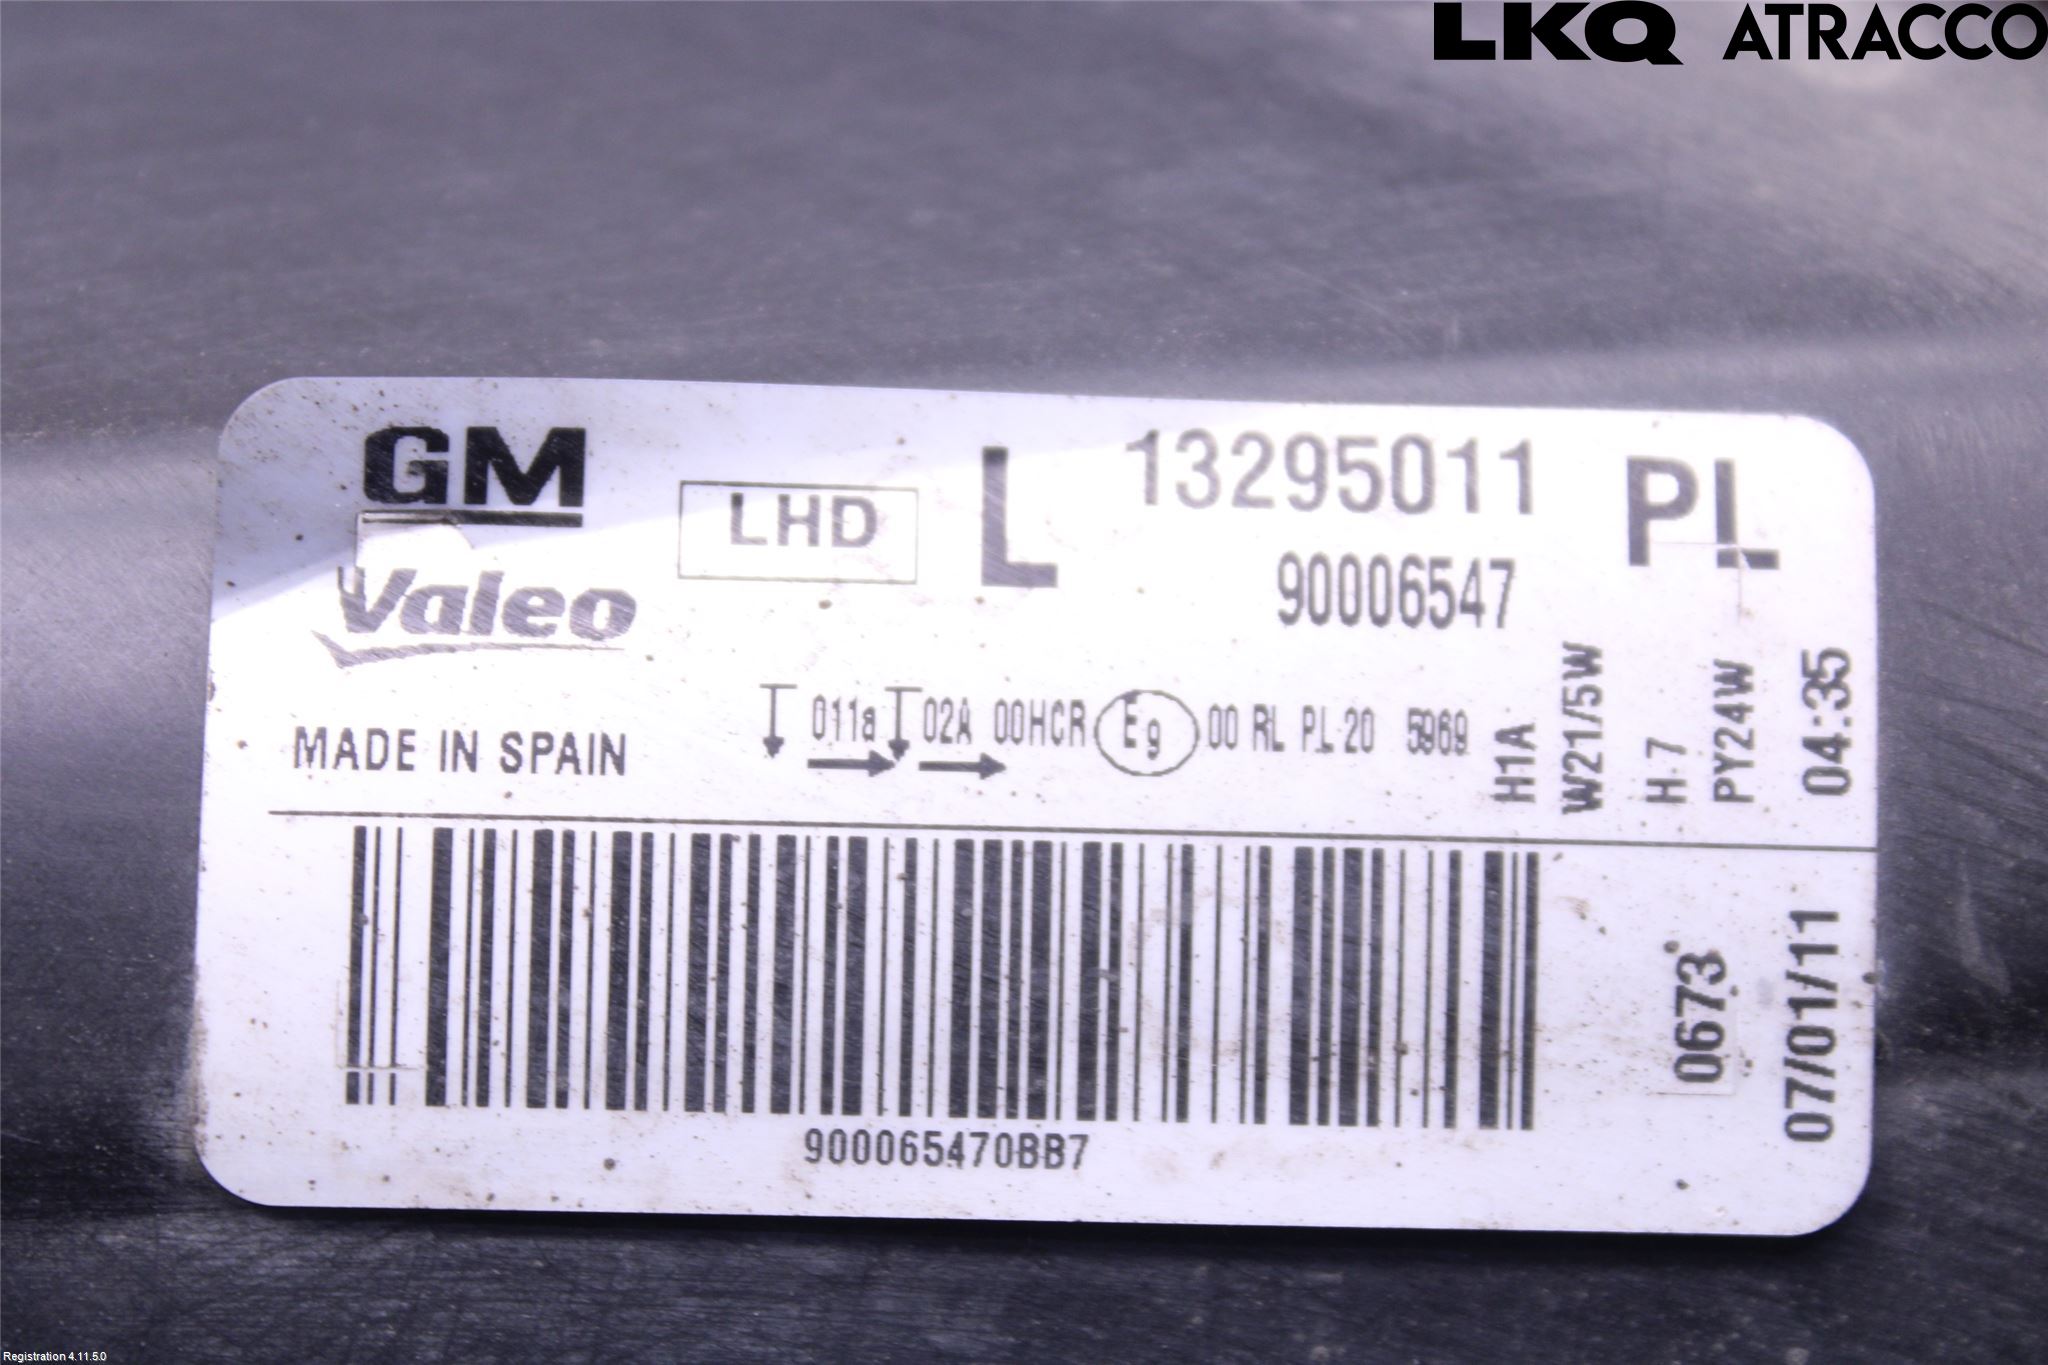 LKQ ATRACCO
GM
Valeo
LHD
L
13295011
90006547
PL
MADE IN SPAIN
011a 02A 00HCR E9 00 RL PL 20 5969
H1A
W21/5W
H 7
PY24W
04:35
900065470BB7
0673
07/01/11
Registration 4.11.5.0